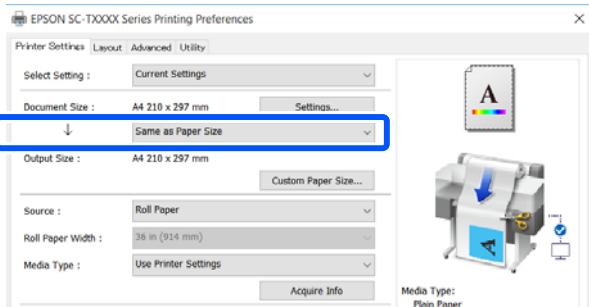 EPSON SC-TXXXX Series Printing Preferences
Printer Settings Layout Advanced Utility
Select Setting : Current Settings
Document Size : A4 210 x 297 mm Settings...
↓ Same as Paper Size
Output Size : A4 210 x 297 mm
Custom Paper Size...
Source : Roll Paper
Roll Paper Width : 36 in (914 mm)
Media Type : Use Printer Settings
Acquire Info
A
A
Media Type:
Plain Paper